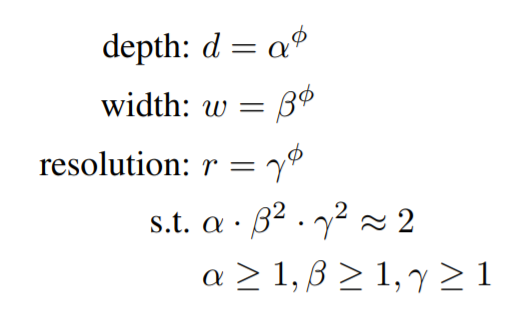 depth: d = α^ϕ
width: w = β^ϕ
resolution: r = γ^ϕ
s.t. α · β² · γ² ≈ 2
α ≥ 1, β ≥ 1, γ ≥ 1